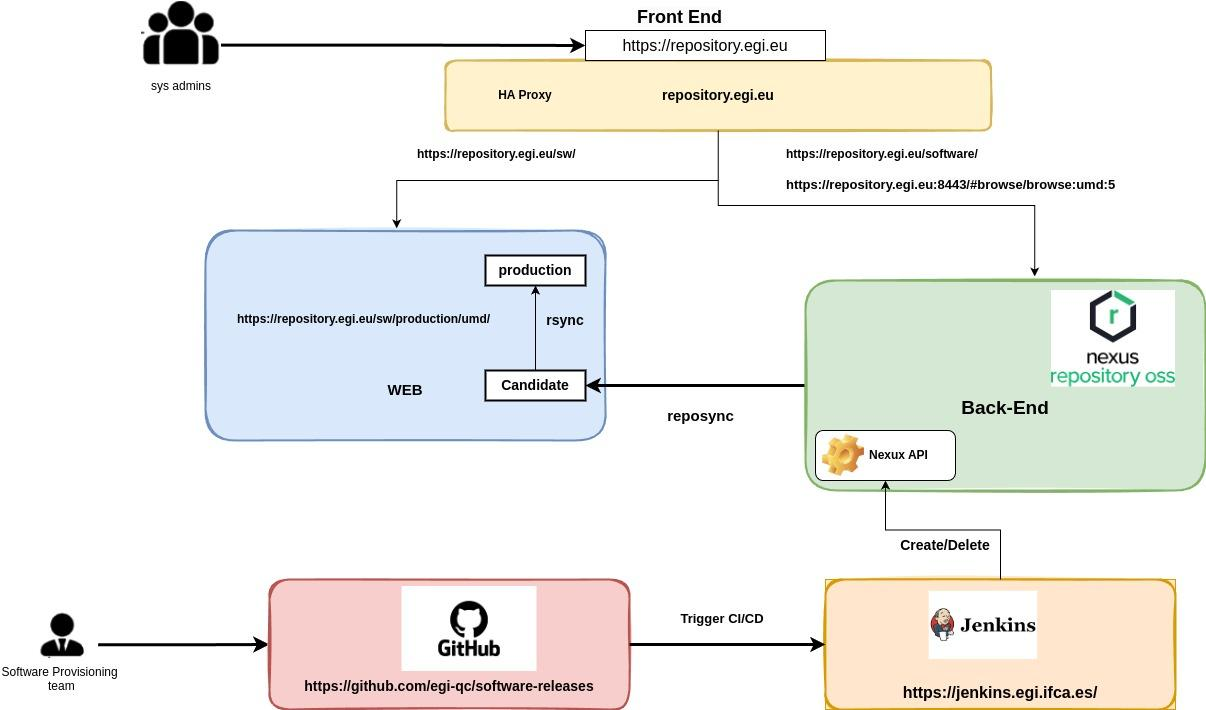 Front End
https://repository.egi.eu
sys admins
HA Proxy
repository.egi.eu
https://repository.egi.eu/sw/
https://repository.egi.eu/software/
https://repository.egi.eu:8443/#browse/browse:umd:5
production
https://repository.egi.eu/sw/production/umd/
rsync
WEB
Candidate
reposync
r
nexus
repository oss
Back-End
Nexux API
Create/Delete
Software Provisioning
team
GitHub
https://github.com/egi-qc/software-releases
Trigger CI/CD
Jenkins
https://jenkins.egi.ifca.es/